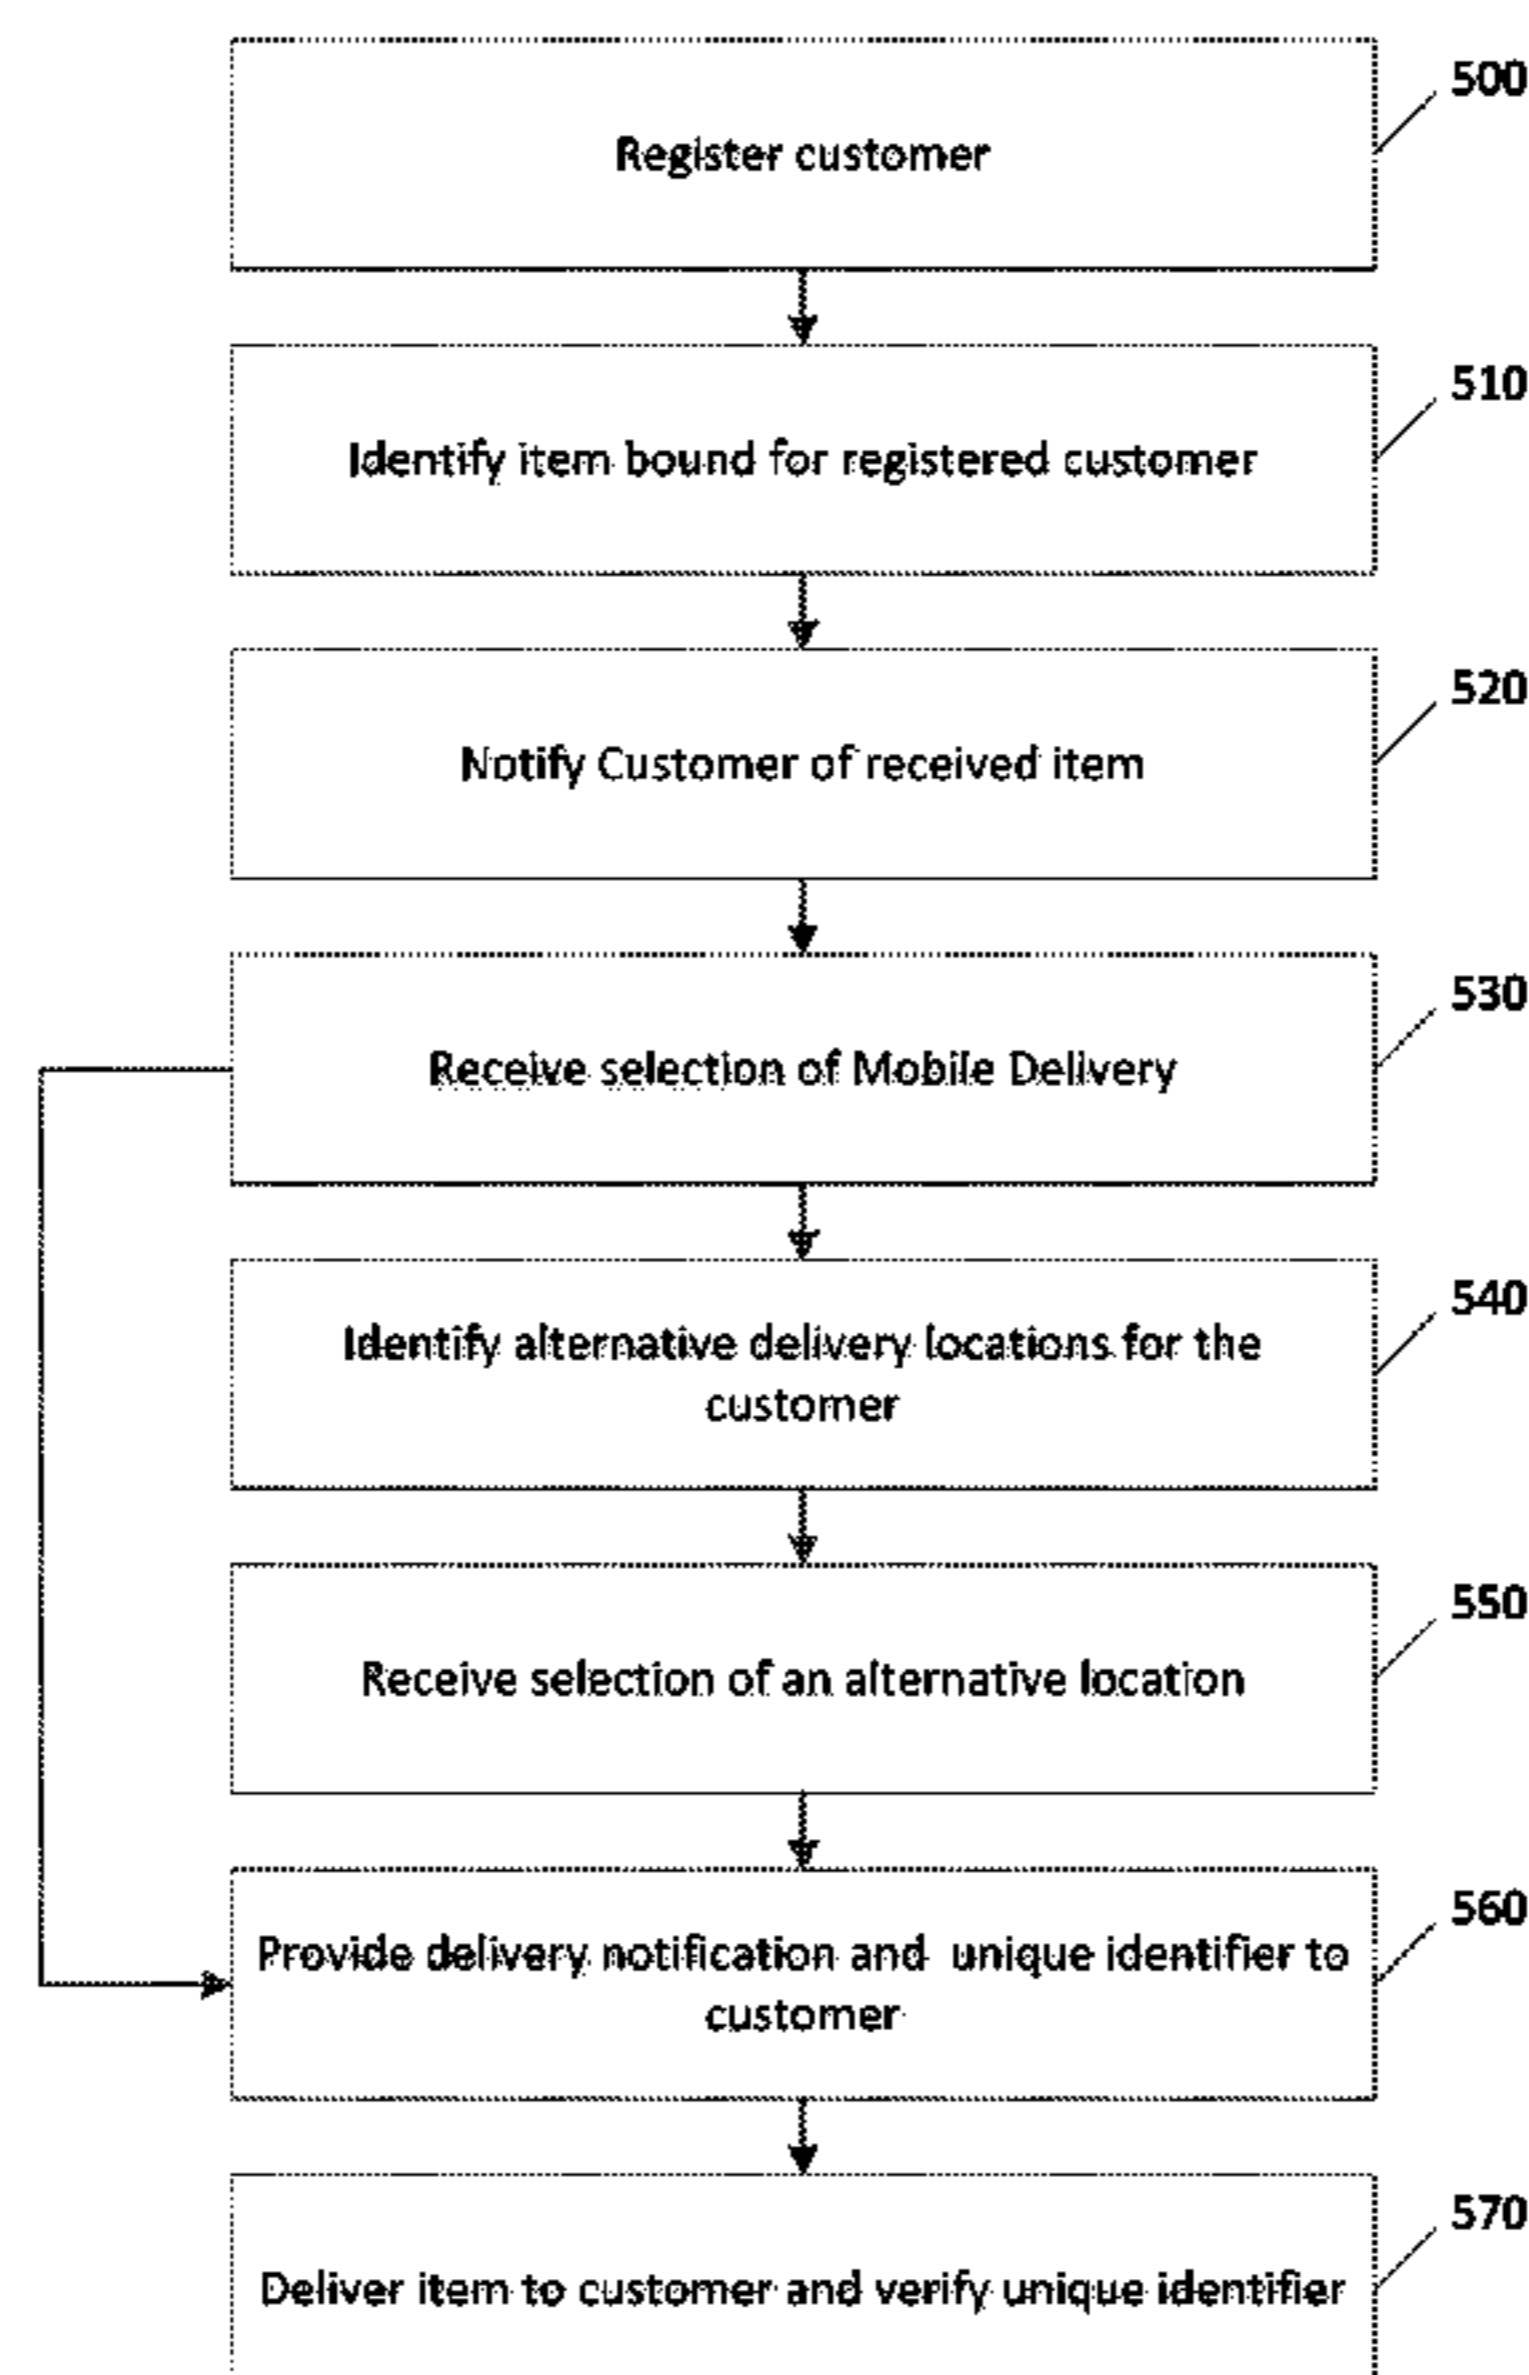 500
Register customer
510
Identify item bound for registered customer
520
Notify Customer of received item
530
Receive selection of Mobile Delivery
540
Identify alternative delivery locations for the
customer
550
Receive selection of an alternative location
560
Provide delivery notification and unique identifier to
customer
570
Deliver item to customer and verify unique identifier